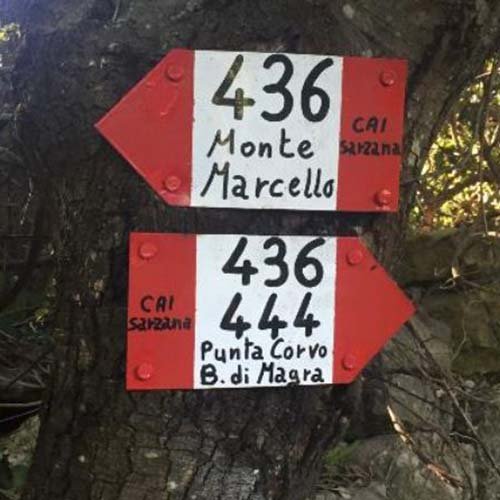 436
Monte
Marcello
CAI
sarzana
CAI
sarzana
436
444
Punta Corvo
B. di Magra